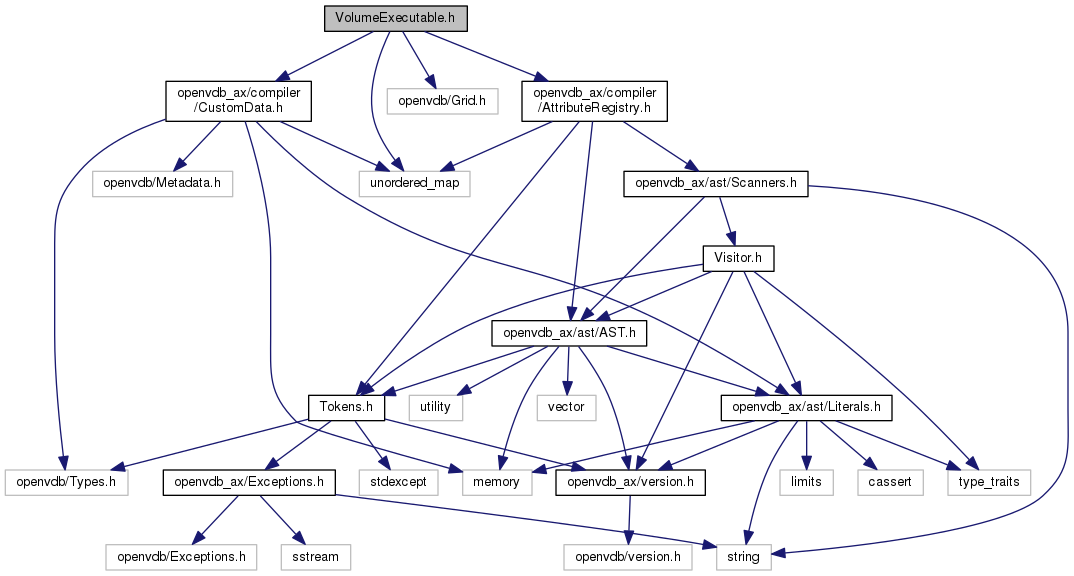 VolumeExecutable.h
openvdb_ax/compiler
/CustomData.h
openvdb/Grid.h
openvdb_ax/compiler
/AttributeRegistry.h
openvdb/Metadata.h
unordered_map
openvdb_ax/ast/Scanners.h
Visitor.h
openvdb_ax/ast/AST.h
Tokens.h
utility
vector
openvdb_ax/ast/Literals.h
openvdb/Types.h
openvdb_ax/Exceptions.h
stdexcept
memory
openvdb_ax/version.h
limits
cassert
type_traits
openvdb/Exceptions.h
sstream
openvdb/version.h
string